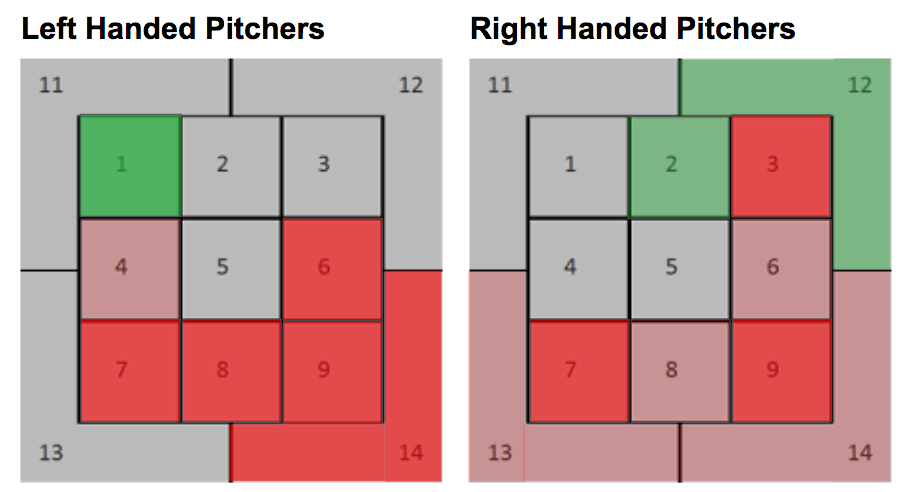 Left Handed Pitchers Right Handed Pitchers
11 12 11 12
1 2 3 1 2 3
4 5 6 4 5 6
7 8 9 7 8 9
13 14 13 14